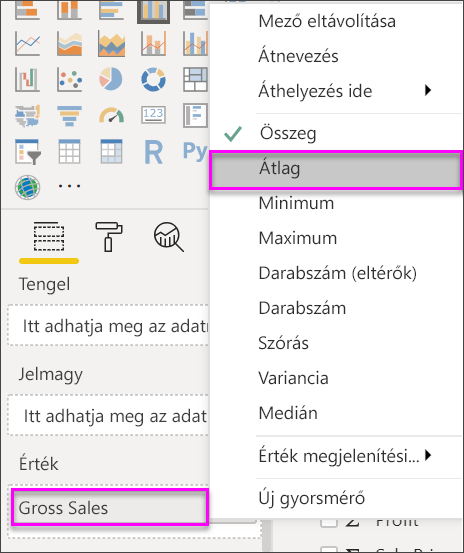 123
R Py
Tengel
Itt adhatja meg az adatı
Jelmagy
Itt adhatja meg az adat
Érték
Gross Sales
Mező eltávolítása
Átnevezés
Áthelyezés ide
Összeg
Átlag
Minimum
Maximum
Darabszám (eltérők)
Darabszám
Szórás
Variancia
Medián
Érték megjelenítési...
Új gyorsmérő
Σ Profit